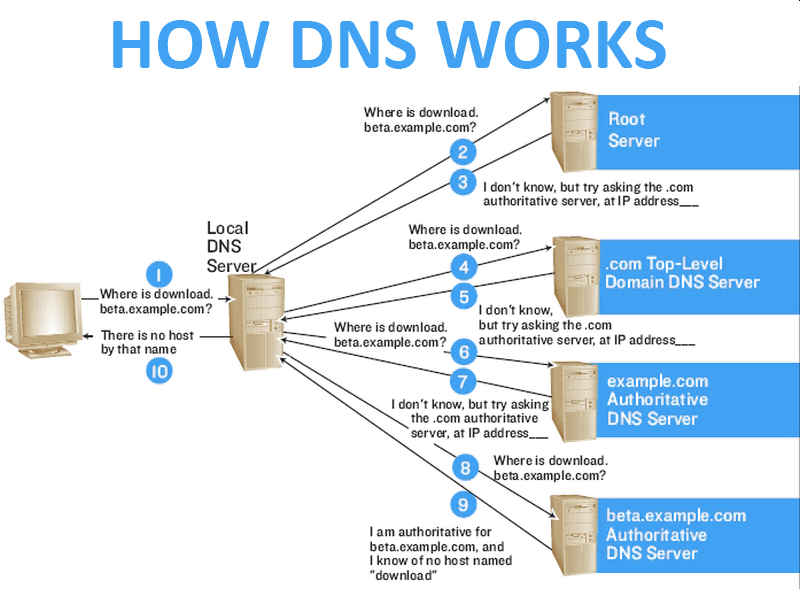 HOW DNS WORKS
Where is download.
beta.example.com?
2
3
Root
Server
I don't know, but try asking the .com
authoritative server, at IP address___
Local
DNS
Server
Where is download.
beta.example.com?
4
5
.com Top-Level
Domain DNS Server
1
Where is download.
beta.example.com?
I don't know,
but try asking the .com
authoritative server, at IP address___
There is no host
by that name
10
Where is download.
beta.example.com?
6
7
example.com
Authoritative
DNS Server
I don't know, but try asking
the .com authoritative
server, at IP address___
8
Where is download.
beta.example.com?
9
I am authoritative for
beta.example.com, and
I know of no host named
"download"
beta.example.com
Authoritative
DNS Server